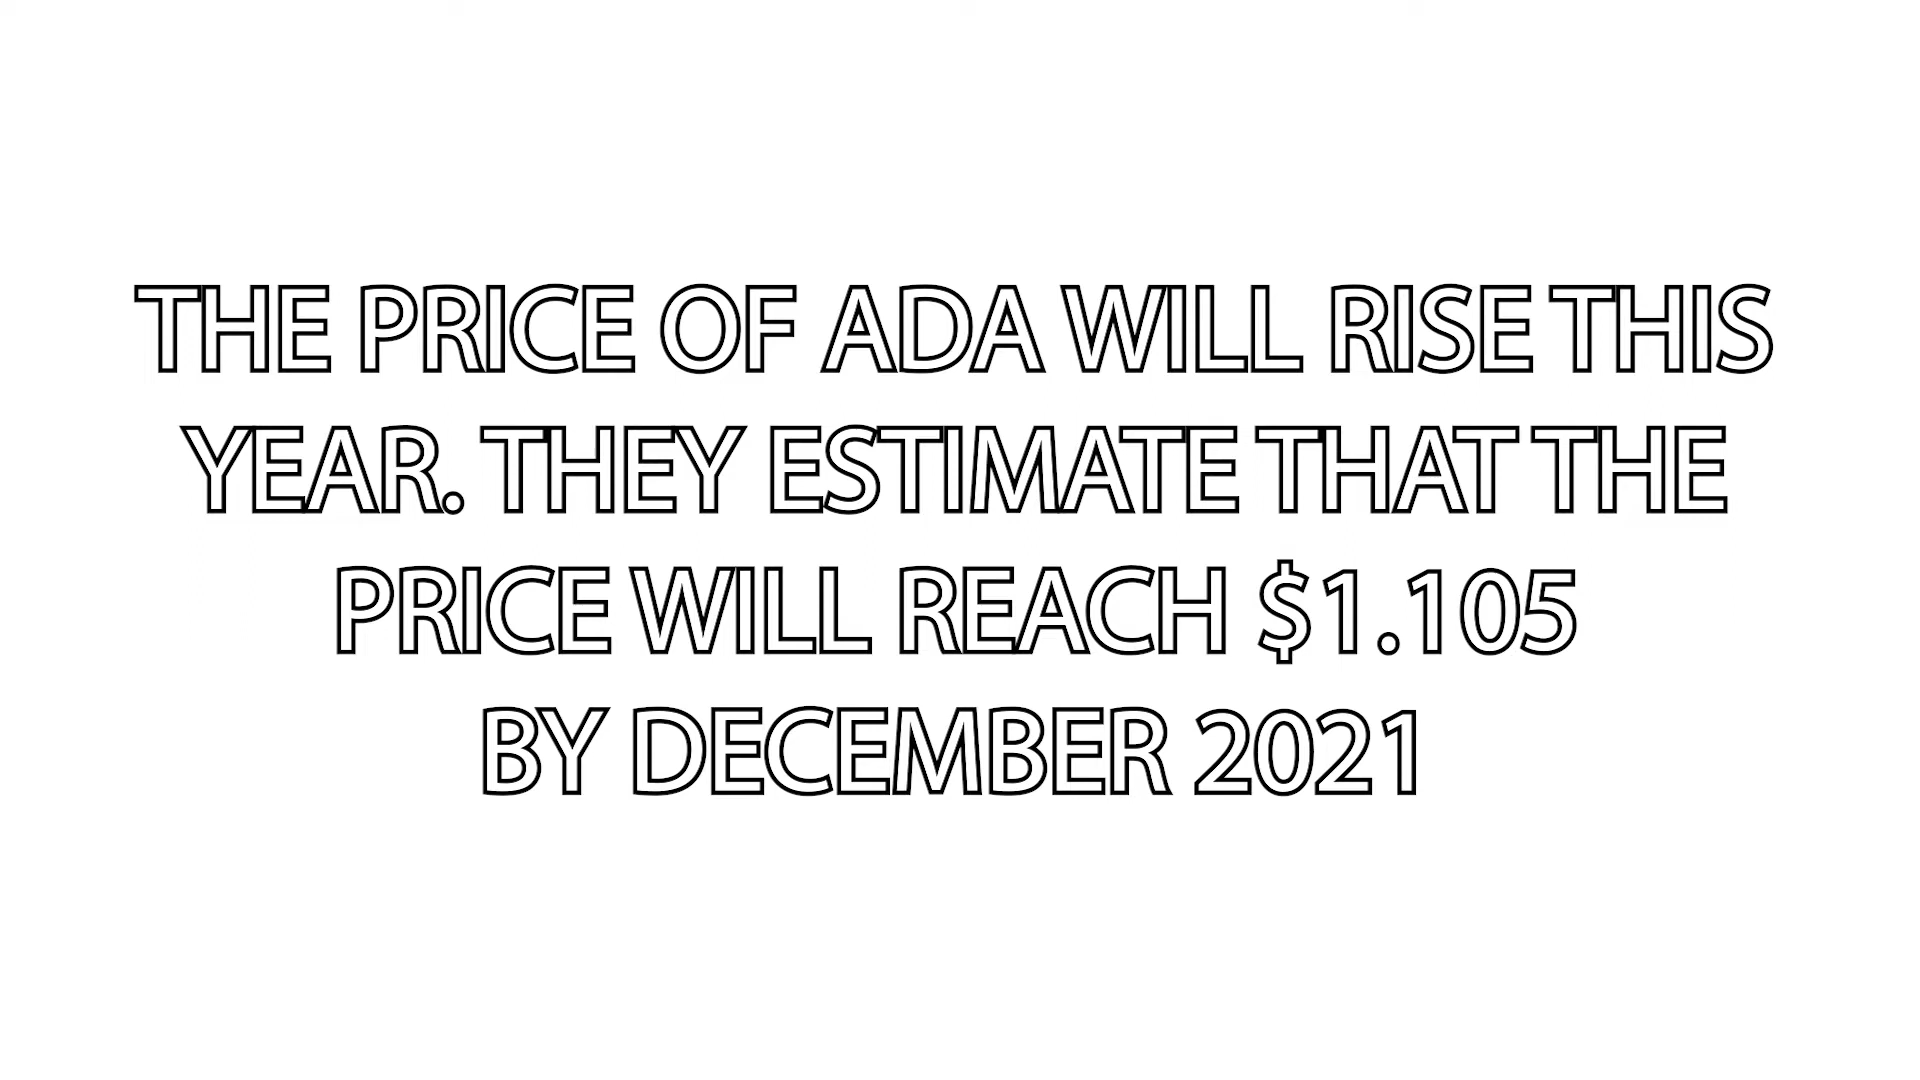 THE PRICE OF ADA WILL RISE THIS
YEAR. THEY ESTIMATE THAT THE
PRICE WILL REACH $1.105
BY DECEMBER 2021